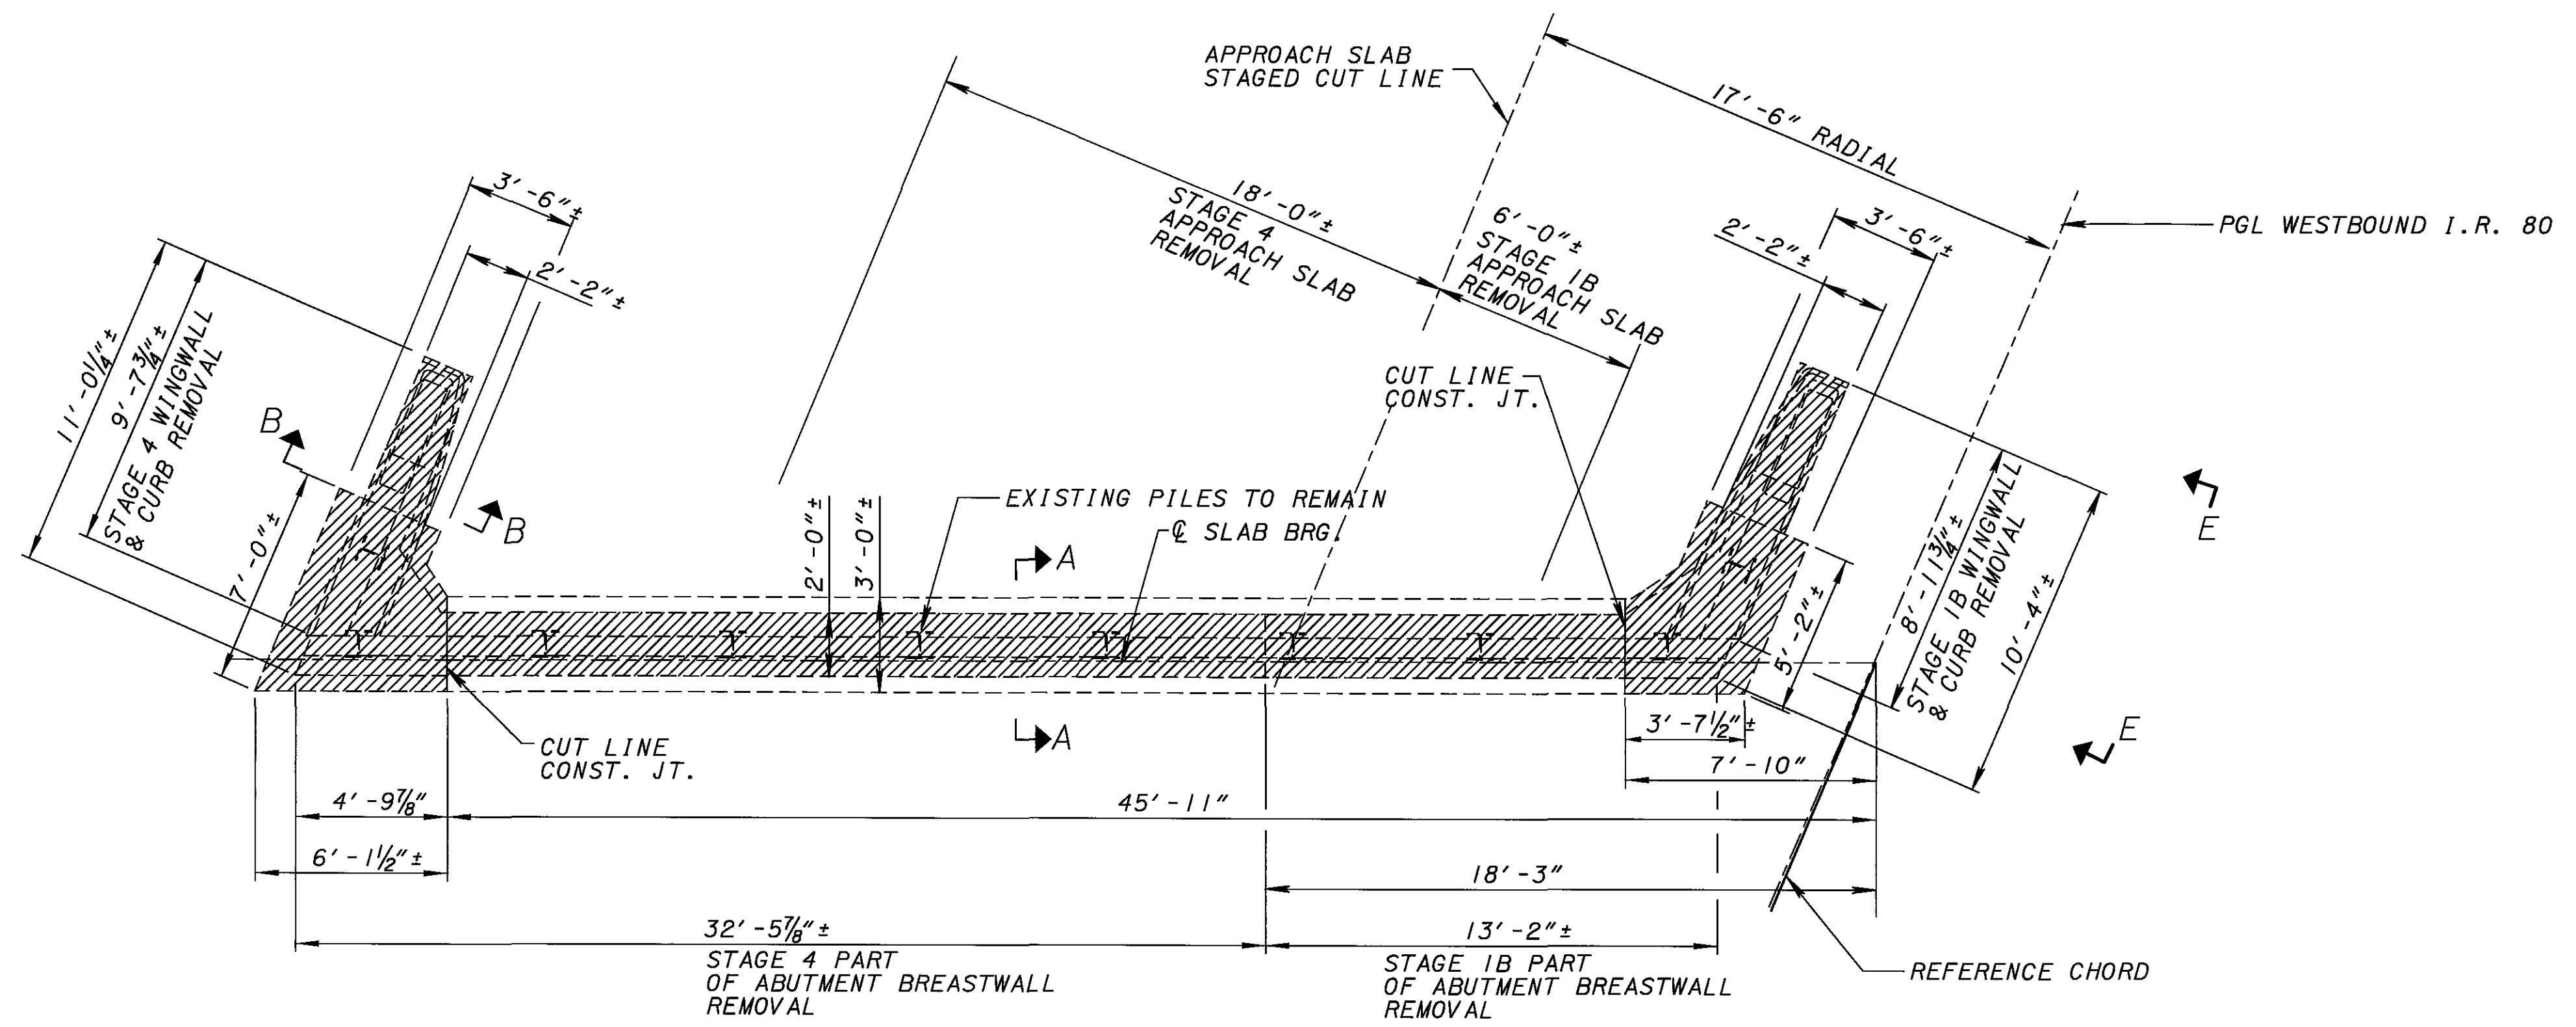 APPROACH SLAB
STAGED CUT LINE
17'-6" RADIAL
PGL WESTBOUND I.R. 80
18'-0"±
STAGE 4
APPROACH SLAB
REMOVAL
6'-0"±
STAGE 1B
APPROACH SLAB
REMOVAL
3'-6"±
2'-2"±
2'-2"±
3'-6"±
11'-0¼"±
9'-7¾"±
STAGE 4 WINGWALL
& CURB REMOVAL
7'-0"±
B
B
CUT LINE
CONST. JT.
EXISTING PILES TO REMAIN
℄ SLAB BRG.
2'-0"±
3'-0"±
A
A
E
E
8'-11¾"±
STAGE 1B WINGWALL
& CURB REMOVAL
10'-4"±
5'-2"±
CUT LINE
CONST. JT.
3'-7½"±
7'-10"
4'-9⅞"
45'-11"
6'-1½"±
18'-3"
32'-5⅞"±
STAGE 4 PART
OF ABUTMENT BREASTWALL
REMOVAL
13'-2"±
STAGE 1B PART
OF ABUTMENT BREASTWALL
REMOVAL
REFERENCE CHORD